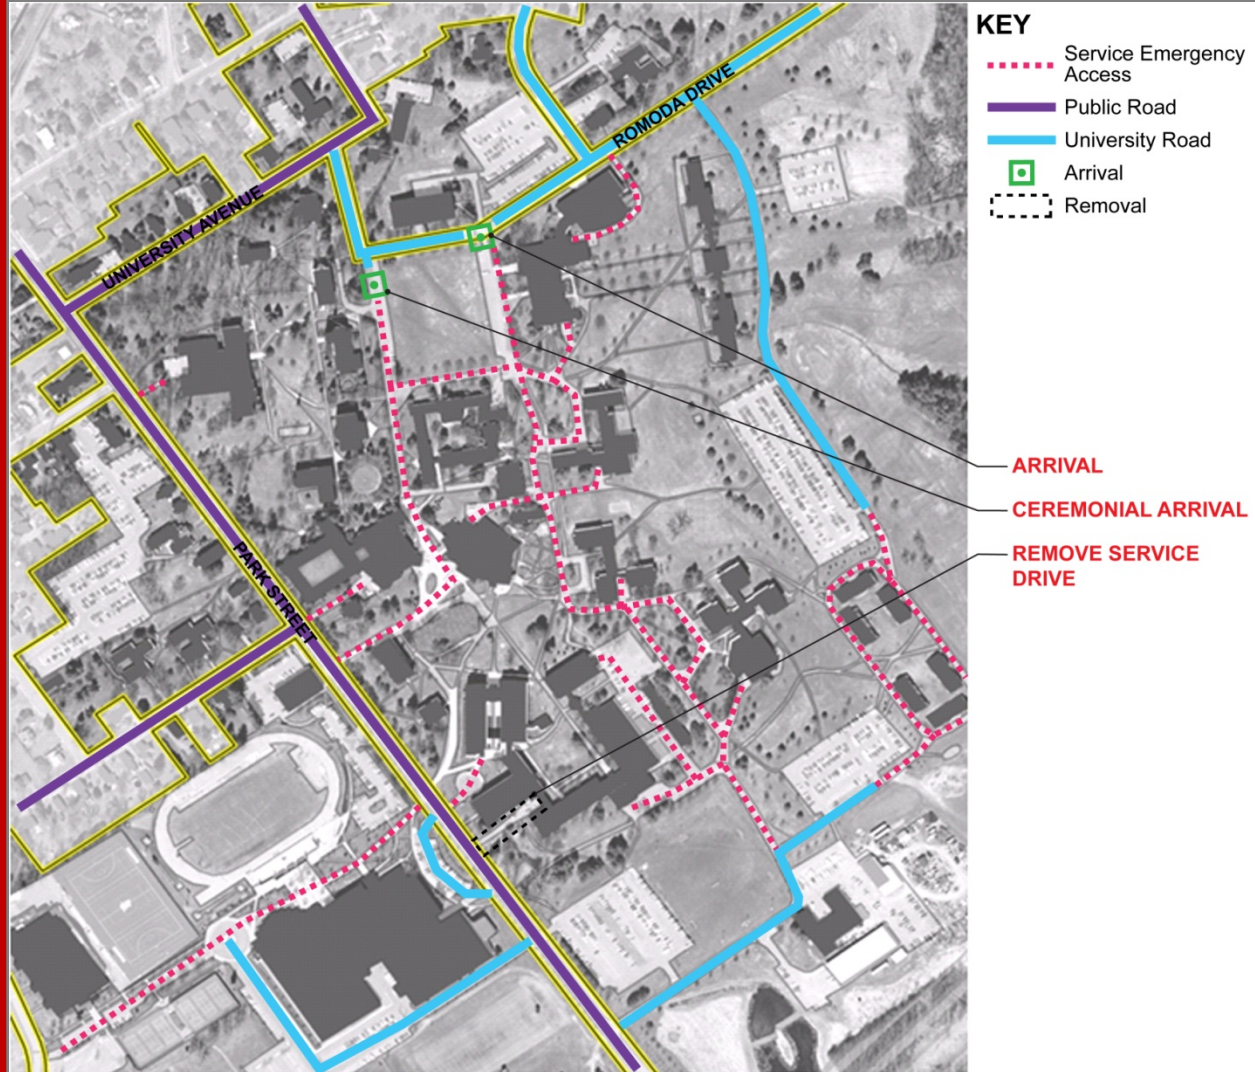 KEY
Service Emergency
Access
Public Road
University Road
Arrival
Removal
ROMODA DRIVE
UNIVERSITY AVENUE
ARRIVAL
CEREMONIAL ARRIVAL
REMOVE SERVICE
DRIVE
PARK STREET